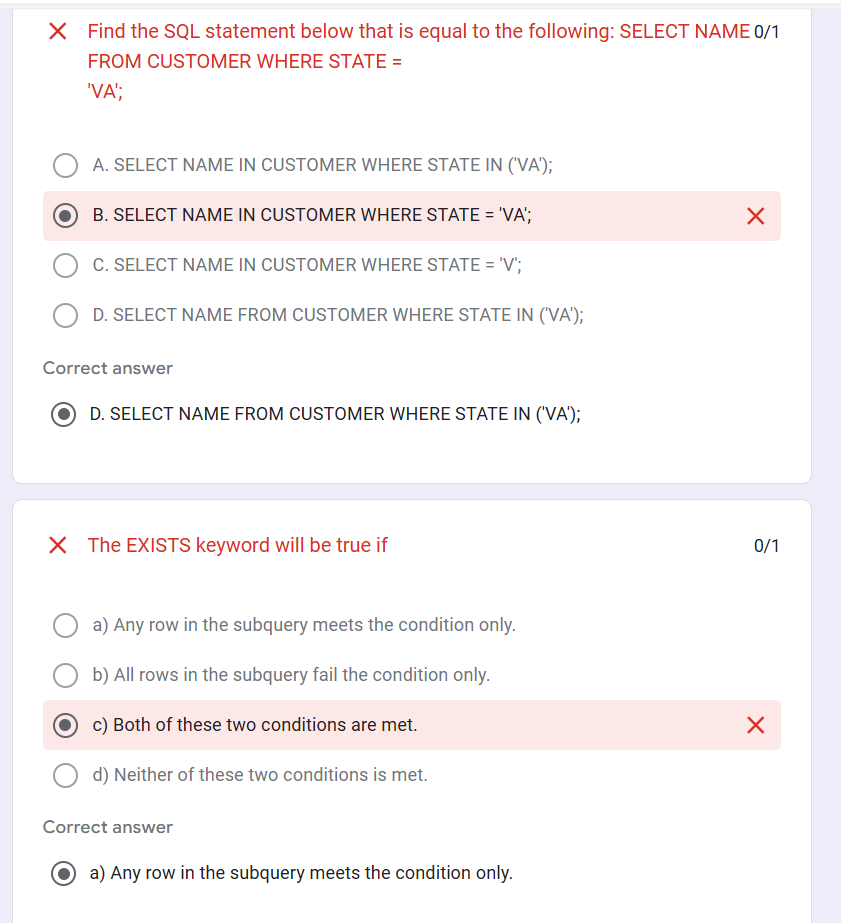 Find the SQL statement below that is equal to the following: SELECT NAME 0/1
FROM CUSTOMER WHERE STATE =
'VA';
A. SELECT NAME IN CUSTOMER WHERE STATE IN ('VA');
B. SELECT NAME IN CUSTOMER WHERE STATE = 'VA';
C. SELECT NAME IN CUSTOMER WHERE STATE = 'V';
D. SELECT NAME FROM CUSTOMER WHERE STATE IN ('VA');
Correct answer
D. SELECT NAME FROM CUSTOMER WHERE STATE IN ('VA');
The EXISTS keyword will be true if 0/1
a) Any row in the subquery meets the condition only.
b) All rows in the subquery fail the condition only.
c) Both of these two conditions are met.
d) Neither of these two conditions is met.
Correct answer
a) Any row in the subquery meets the condition only.